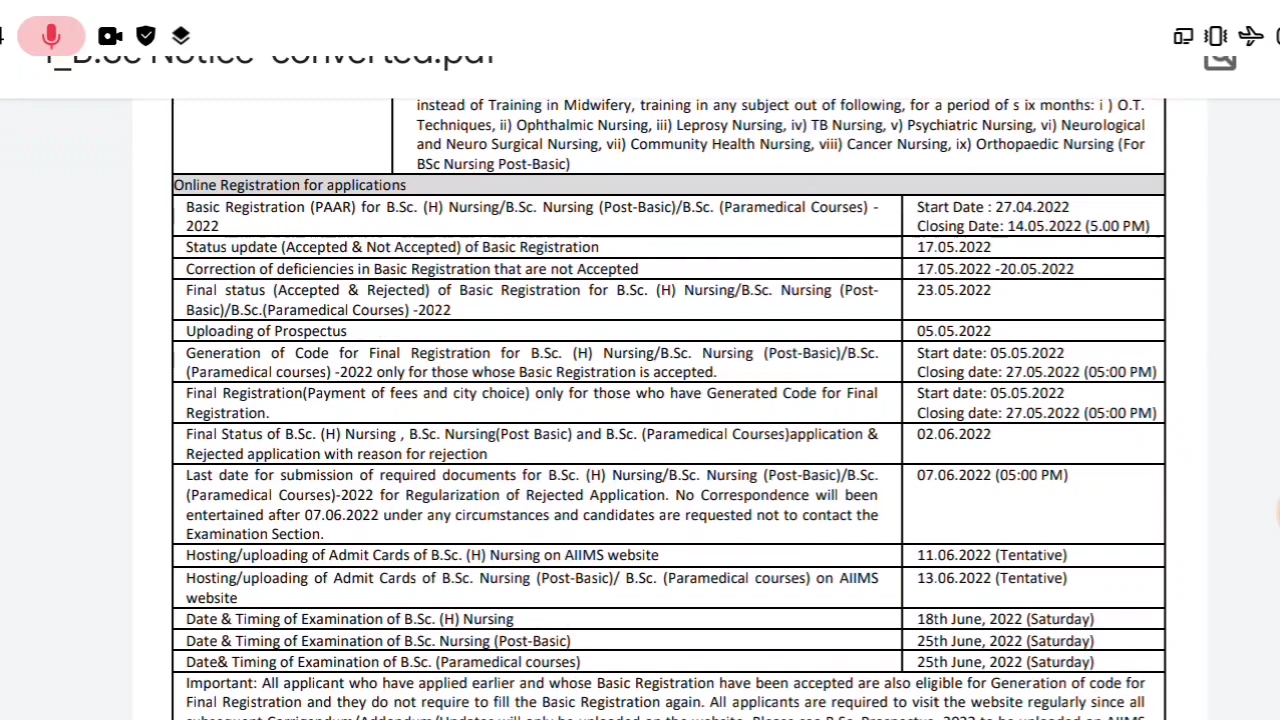 instead of Training in Midwifery, training in any subject out of following, for a period of s ix months: i ) O.T.
Techniques, ii) Ophthalmic Nursing, iii) Leprosy Nursing, iv) TB Nursing, v) Psychiatric Nursing, vi) Neurological
and Neuro Surgical Nursing, vii) Community Health Nursing, viii) Cancer Nursing, ix) Orthopaedic Nursing (For
BSc Nursing Post-Basic)
Online Registration for applications
Basic Registration (PAAR) for B.Sc. (H) Nursing/B.Sc. Nursing (Post-Basic)/B.Sc. (Paramedical Courses) -
2022
Start Date : 27.04.2022
Closing Date: 14.05.2022 (5.00 PM)
Status update (Accepted & Not Accepted) of Basic Registration
17.05.2022
Correction of deficiencies in Basic Registration that are not Accepted
17.05.2022 -20.05.2022
Final status (Accepted & Rejected) of Basic Registration for B.Sc. (H) Nursing/B.Sc. Nursing (Post-
Basic)/B.Sc.(Paramedical Courses) -2022
23.05.2022
Uploading of Prospectus
05.05.2022
Generation of Code for Final Registration for B.Sc. (H) Nursing/B.Sc. Nursing (Post-Basic)/B.Sc.
(Paramedical courses) -2022 only for those whose Basic Registration is accepted.
Start date: 05.05.2022
Closing date: 27.05.2022 (05:00 PM)
Final Registration(Payment of fees and city choice) only for those who have Generated Code for Final
Registration.
Start date: 05.05.2022
Closing date: 27.05.2022 (05:00 PM)
Final Status of B.Sc. (H) Nursing , B.Sc. Nursing(Post Basic) and B.Sc. (Paramedical Courses)application &
Rejected application with reason for rejection
02.06.2022
Last date for submission of required documents for B.Sc. (H) Nursing/B.Sc. Nursing (Post-Basic)/B.Sc.
(Paramedical Courses)-2022 for Regularization of Rejected Application. No Correspondence will been
entertained after 07.06.2022 under any circumstances and candidates are requested not to contact the
Examination Section.
07.06.2022 (05:00 PM)
Hosting/uploading of Admit Cards of B.Sc. (H) Nursing on AIIMS website
11.06.2022 (Tentative)
Hosting/uploading of Admit Cards of B.Sc. Nursing (Post-Basic)/ B.Sc. (Paramedical courses) on AIIMS
website
13.06.2022 (Tentative)
Date & Timing of Examination of B.Sc. (H) Nursing
18th June, 2022 (Saturday)
Date & Timing of Examination of B.Sc. Nursing (Post-Basic)
25th June, 2022 (Saturday)
Date& Timing of Examination of B.Sc. (Paramedical courses)
25th June, 2022 (Saturday)
Important: All applicant who have applied earlier and whose Basic Registration have been accepted are also eligible for Generation of code for
Final Registration and they do not require to fill the Basic Registration again. All applicants are required to visit the website regularly since all